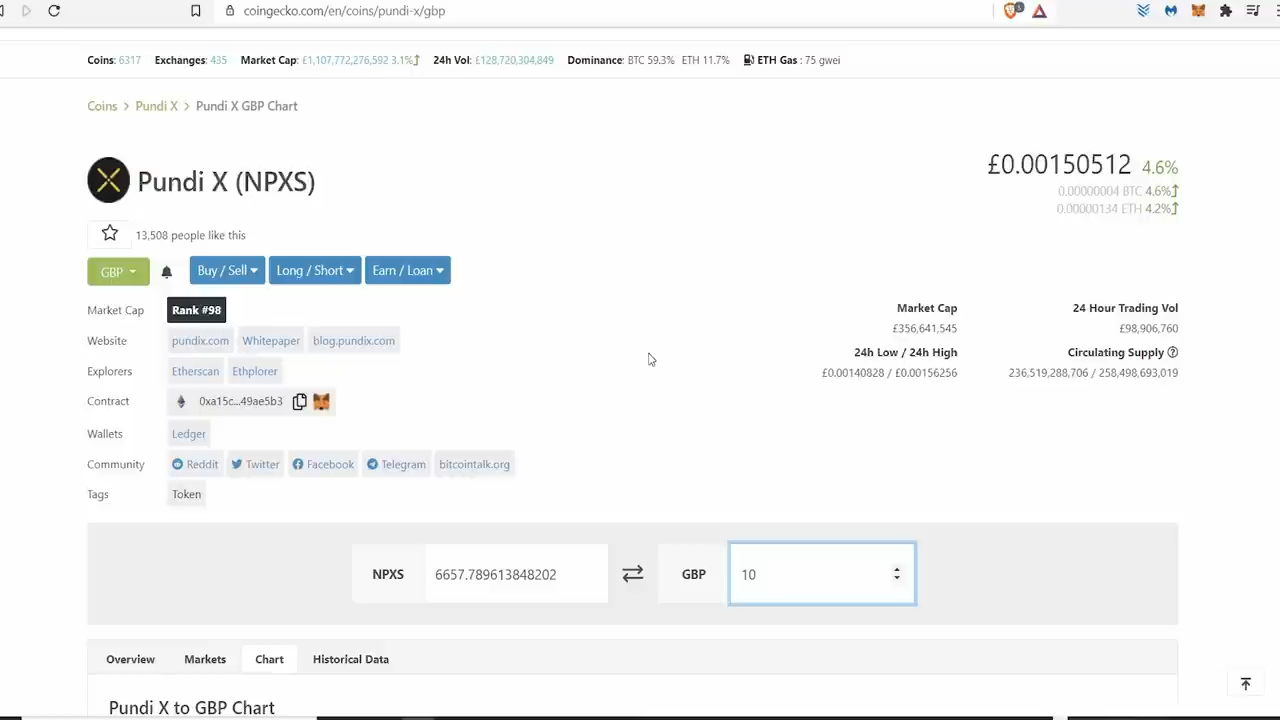 coingecko.com/en/coins/pundi-x/gbp
Coins: 6317 Exchanges: 435 Market Cap: £1,107,772,276,592 3.1% 24h Vol: £128,720,304,849 Dominance: BTC 59.3% ETH 11.7% ETH Gas : 75 gwei
Coins > Pundi X > Pundi X GBP Chart
Pundi X (NPXS)
£0.00150512 4.6%
0.00000004 BTC 4.6%
0.00000134 ETH 4.2%
13,508 people like this
GBP Buy / Sell Long / Short Earn / Loan
Market Cap Rank #98
Website pundix.com Whitepaper blog.pundix.com
Explorers Etherscan Ethplorer
Contract 0xa15c...49ae5b3
Wallets Ledger
Community Reddit Twitter Facebook Telegram bitcointalk.org
Tags Token
Market Cap 24 Hour Trading Vol
£356,641,545 £98,906,760
24h Low / 24h High Circulating Supply
£0.00140828 / £0.00156256 236,519,288,706 / 258,498,693,019
NPXS 6657.789613848202 GBP 10
Overview Markets Chart Historical Data
Pundi X to GBP Chart